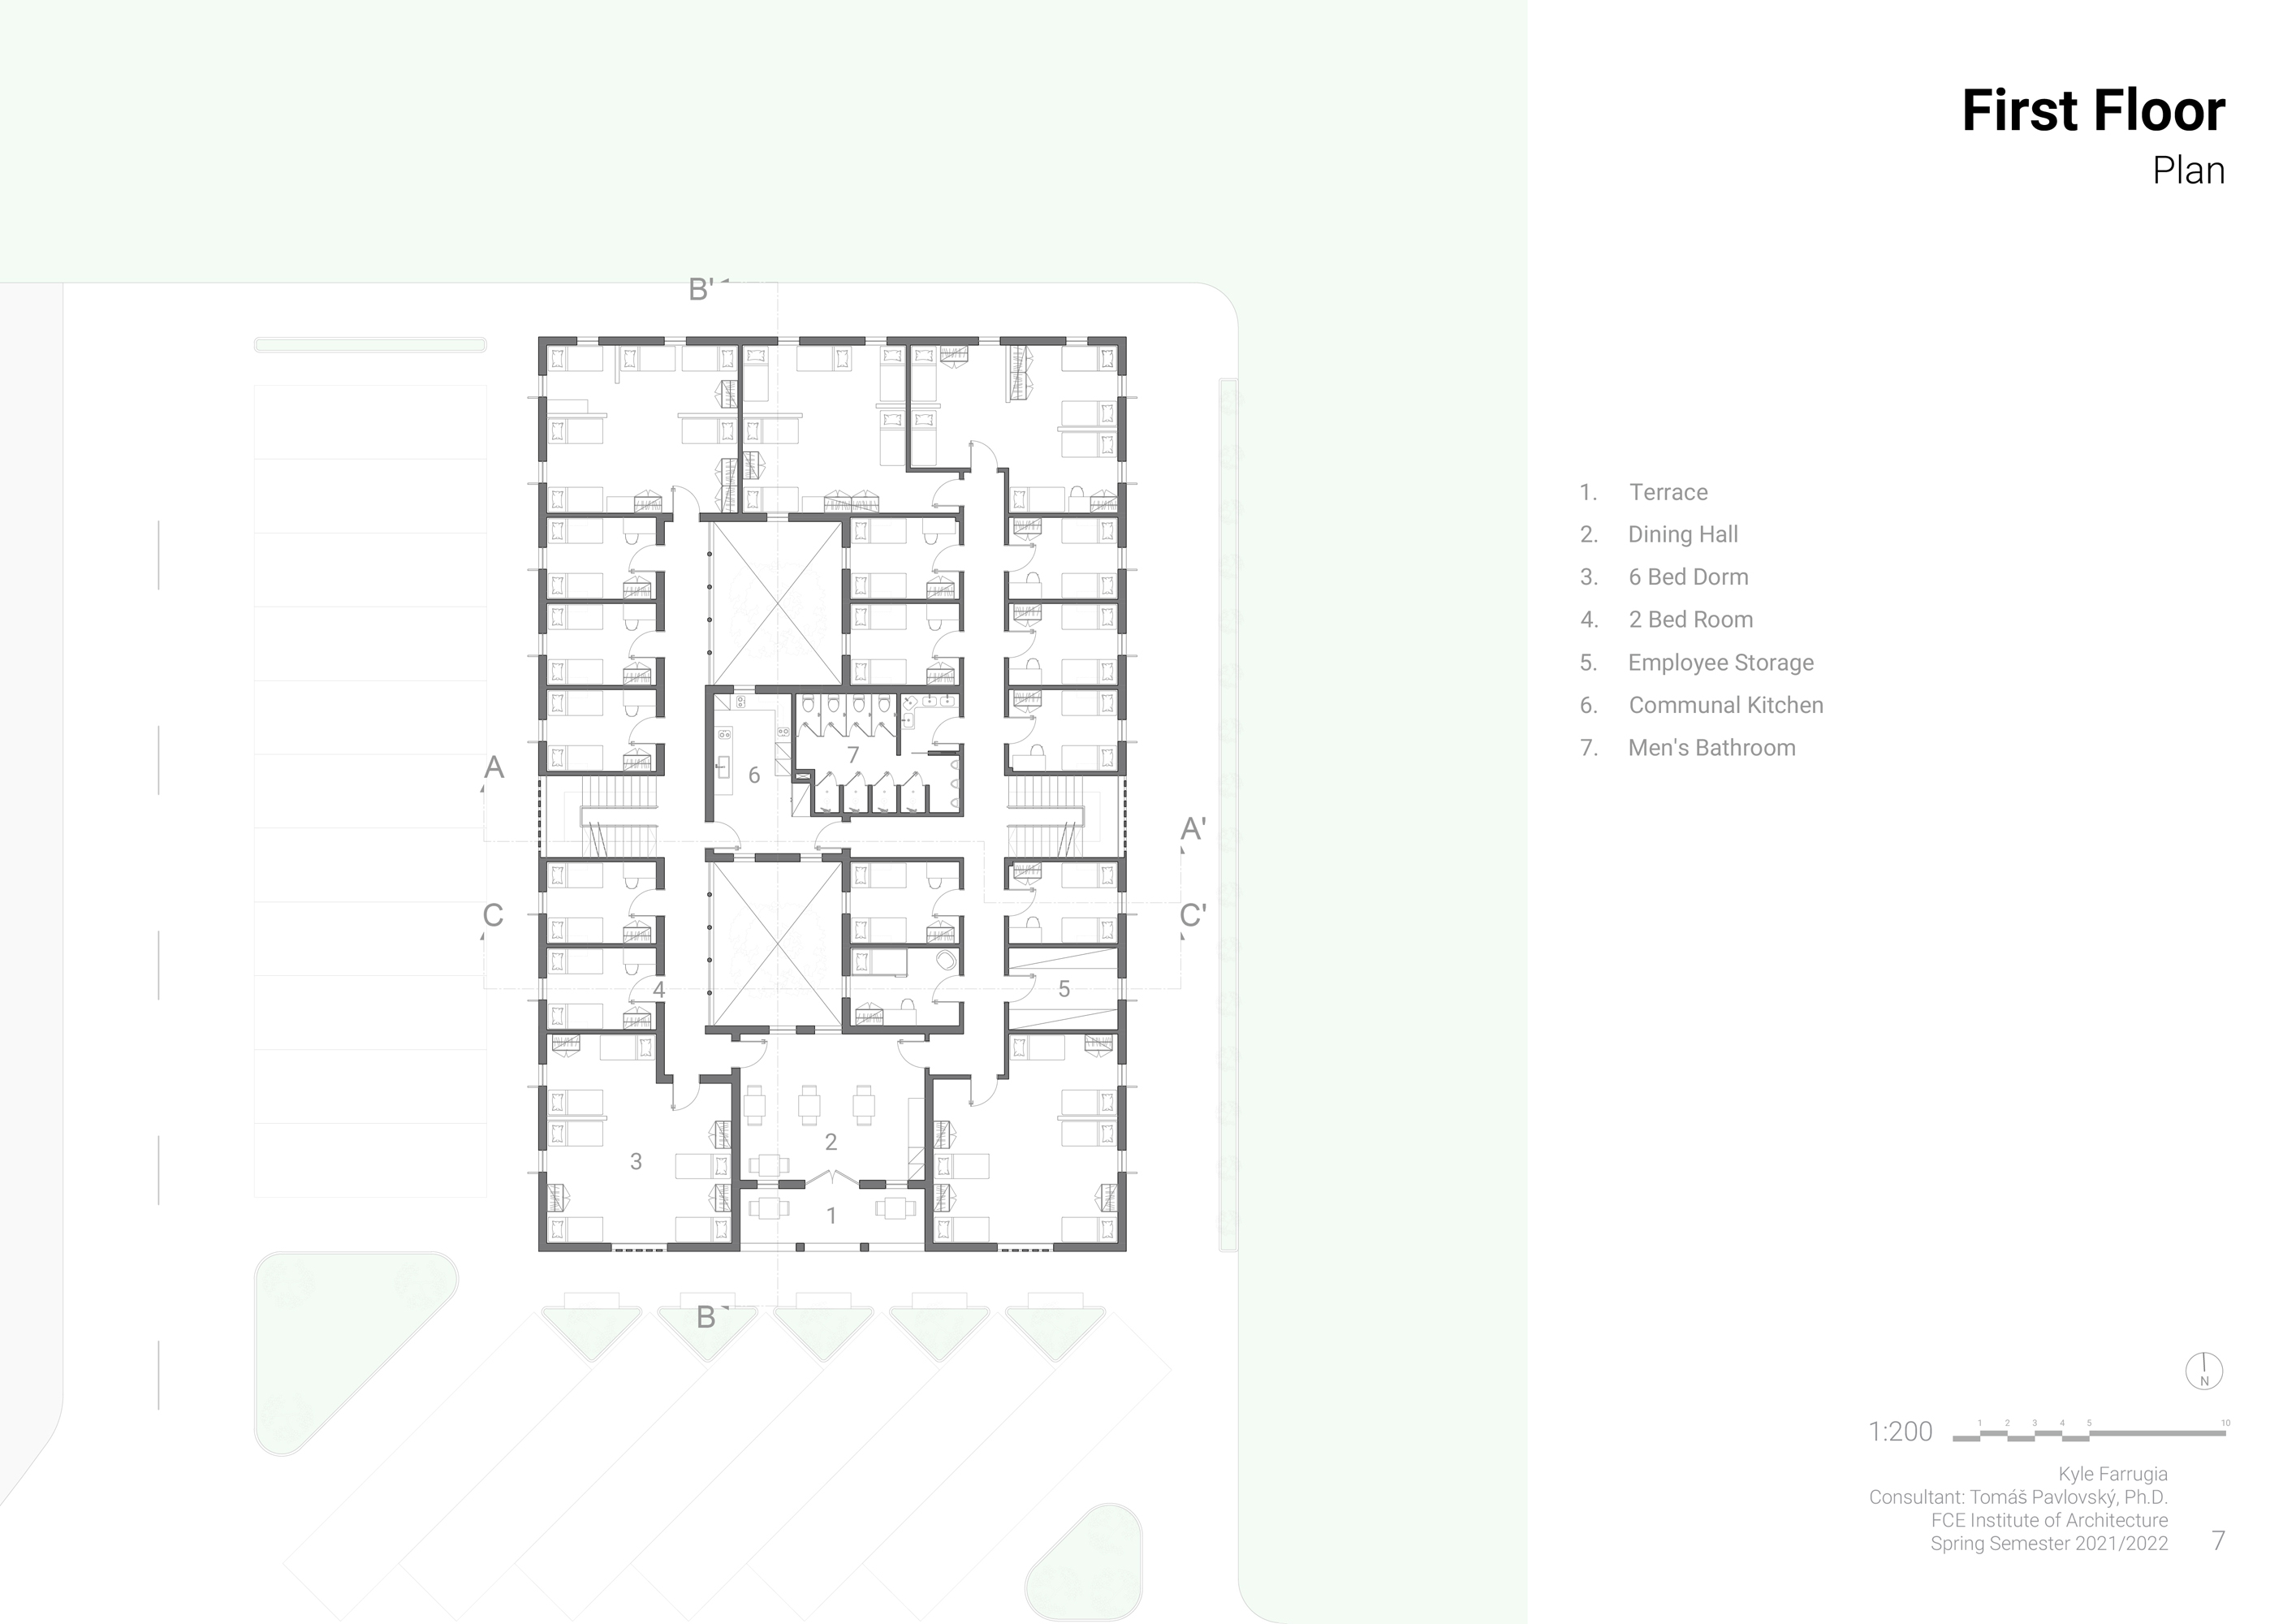 First Floor
Plan
B'
1. Terrace
2. Dining Hall
3. 6 Bed Dorm
4. 2 Bed Room
5. Employee Storage
6. Communal Kitchen
7. Men's Bathroom
7
A
6
A'
C
C'
4
5
2
3
1
B
N
1:200
1 2 3 4 5 10
Kyle Farrugia
Consultant: Tomáš Pavlovský, Ph.D.
FCE Institute of Architecture
Spring Semester 2021/2022
7